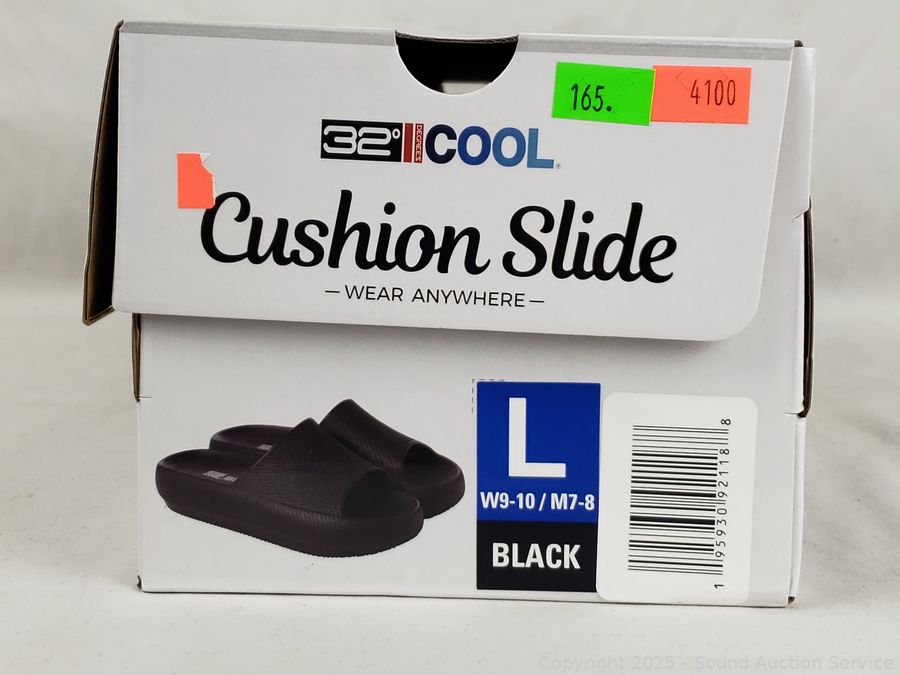 165.
4100
32° DEGREES COOL
Cushion Slide
—WEAR ANYWHERE—
L
W9-10 / M7-8
BLACK
1 95930 92118 8
Copyright 2025 - Sound Auction Service